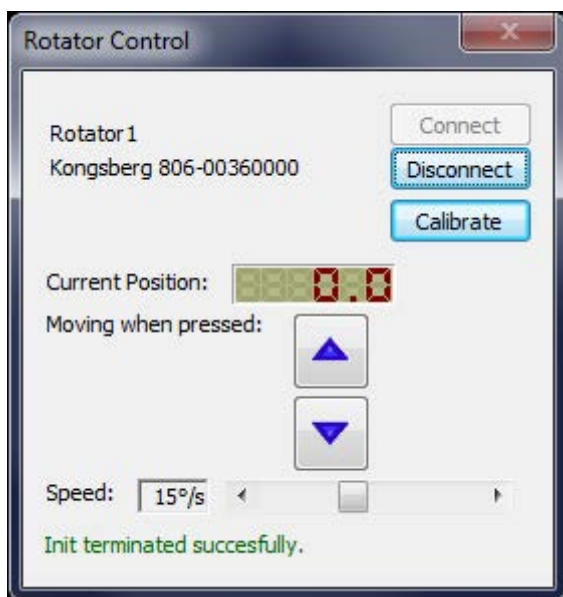 Rotator Control
Rotator1
Kongsberg 806-00360000
Connect
Disconnect
Calibrate
Current Position: 0.0
Moving when pressed:
Speed: 15°/s
Init terminated succesfully.